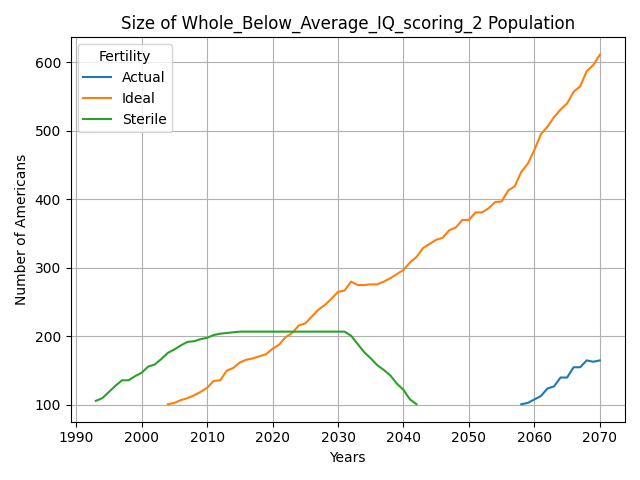 Size of Whole_Below_Average_IQ_scoring_2 Population
Fertility
Actual
Ideal
Sterile
Number of Americans
600
500
400
300
200
100
1990 2000 2010 2020 2030 2040 2050 2060 2070
Years